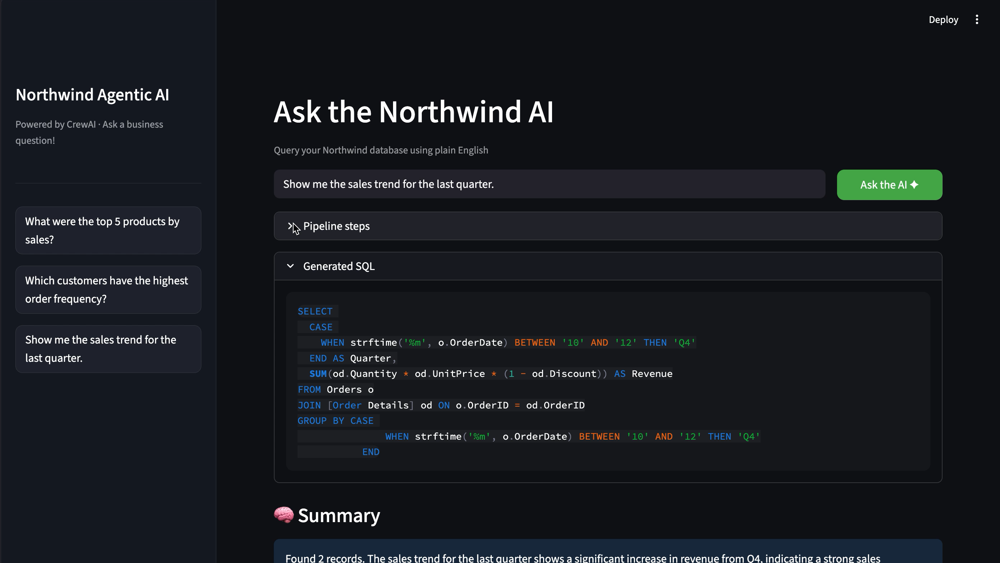 Deploy
Northwind Agentic AI
Powered by CrewAI · Ask a business
question!
What were the top 5 products by
sales?
Which customers have the highest
order frequency?
Show me the sales trend for the
last quarter.
Ask the Northwind AI
Query your Northwind database using plain English
Show me the sales trend for the last quarter.
Ask the AI ✦
Pipeline steps
Generated SQL
SELECT
  CASE
    WHEN strftime('%m', o.OrderDate) BETWEEN '10' AND '12' THEN 'Q4'
  END AS Quarter,
  SUM(od.Quantity * od.UnitPrice * (1 - od.Discount)) AS Revenue
FROM Orders o
JOIN [Order Details] od ON o.OrderID = od.OrderID
GROUP BY CASE
               WHEN strftime('%m', o.OrderDate) BETWEEN '10' AND '12' THEN 'Q4'
           END
🧠 Summary
Found 2 records. The sales trend for the last quarter shows a significant increase in revenue from Q4, indicating a strong sales